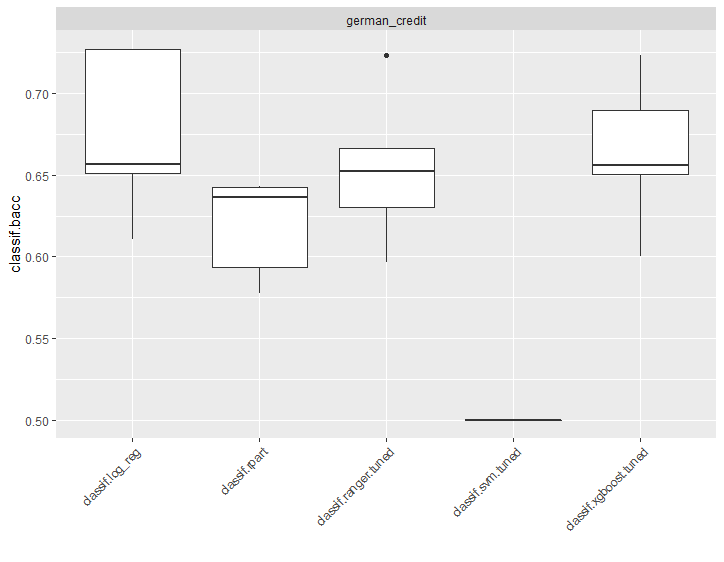 german_credit
classif.bacc
0.70
0.65
0.60
0.55
0.50
classif.log_reg
classif.rpart
classif.ranger.tuned
classif.svm.tuned
classif.xgboost.tuned